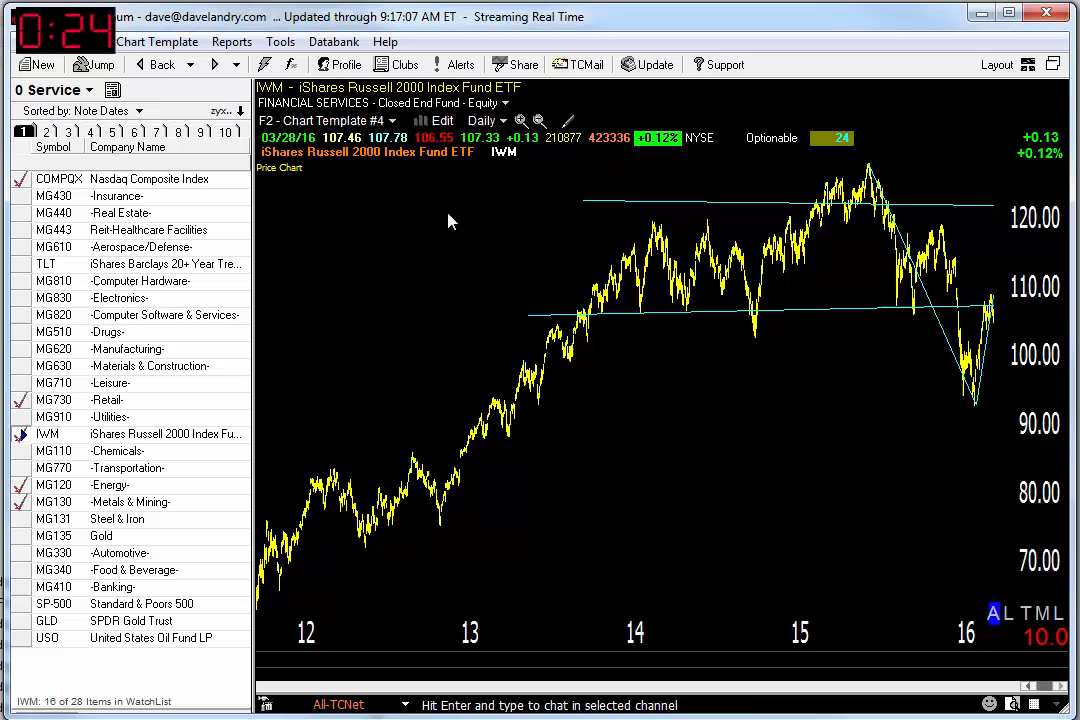 0:24
um - dave@davelandry.com ... Updated through 9:17:07 AM ET - Streaming Real Time
Chart Template Reports Tools Databank Help
New Jump Back Profile Clubs Alerts Share TCMail Update Support Layout
0 Service
Sorted by: Note Dates zyx..
1 2 3 4 5 6 7 8 9 10
Symbol Company Name
COMPQX Nasdaq Composite Index
MG430 -Insurance-
MG440 -Real Estate-
MG443 Reit-Healthcare Facilities
MG610 -Aerospace/Defense-
TLT iShares Barclays 20+ Year Tre...
MG810 -Computer Hardware-
MG830 -Electronics-
MG820 -Computer Software & Services-
MG510 -Drugs-
MG620 -Manufacturing-
MG630 -Materials & Construction-
MG710 -Leisure-
MG730 -Retail-
MG910 -Utilities-
IWM iShares Russell 2000 Index Fu...
MG110 -Chemicals-
MG770 -Transportation-
MG120 -Energy-
MG130 -Metals & Mining-
MG131 Steel & Iron
MG135 Gold
MG330 -Automotive-
MG340 -Food & Beverage-
MG410 -Banking-
SP-500 Standard & Poors 500
GLD SPDR Gold Trust
USO United States Oil Fund LP
IWM: 16 of 28 Items in WatchList
IWM - iShares Russell 2000 Index Fund ETF
FINANCIAL SERVICES - Closed End Fund - Equity
F2 - Chart Template #4 Edit Daily
03/28/16 107.46 107.78 106.55 107.33 +0.13 210877 423336 +0.12% NYSE Optionable 24 +0.13
iShares Russell 2000 Index Fund ETF IWM +0.12%
Price Chart
120.00
110.00
100.00
90.00
80.00
70.00
A L T M L
12 13 14 15 16 10.0
All-TCNet Hit Enter and type to chat in selected channel